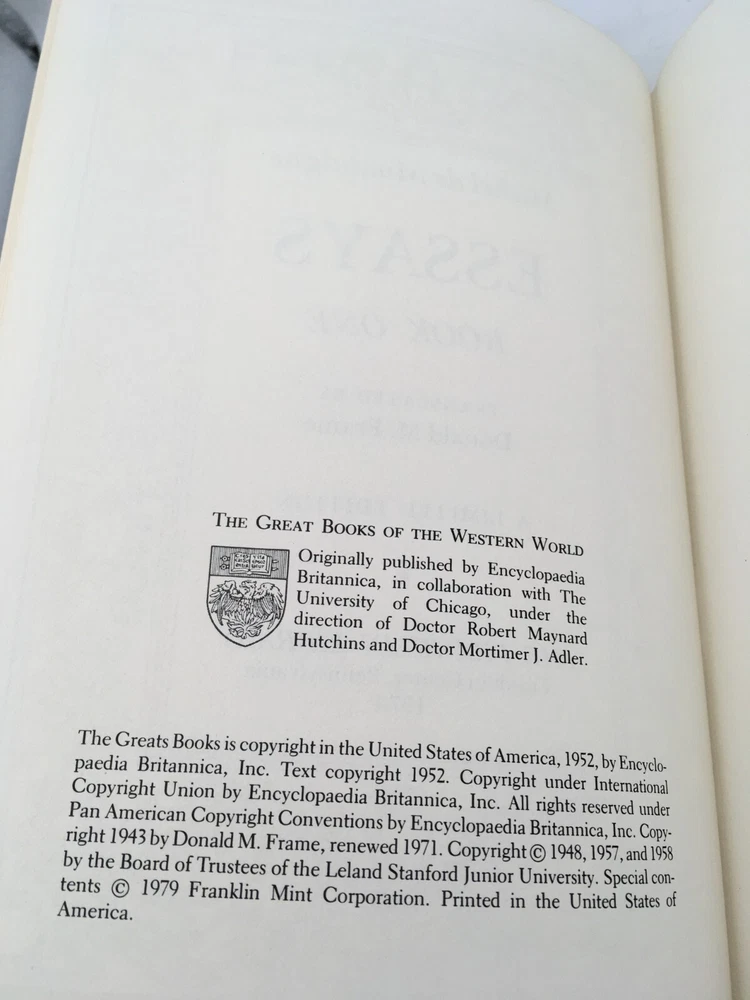 THE GREAT BOOKS OF THE WESTERN WORLD
Originally published by Encyclopaedia
Britannica, in collaboration with The
University of Chicago, under the
direction of Doctor Robert Maynard
Hutchins and Doctor Mortimer J. Adler.
The Greats Books is copyright in the United States of America, 1952, by Encyclo-
paedia Britannica, Inc. Text copyright 1952. Copyright under International
Copyright Union by Encyclopaedia Britannica, Inc. All rights reserved under
Pan American Copyright Conventions by Encyclopaedia Britannica, Inc. Copy-
right 1943 by Donald M. Frame, renewed 1971. Copyright © 1948, 1957, and 1958
by the Board of Trustees of the Leland Stanford Junior University. Special con-
tents © 1979 Franklin Mint Corporation. Printed in the United States of
America.